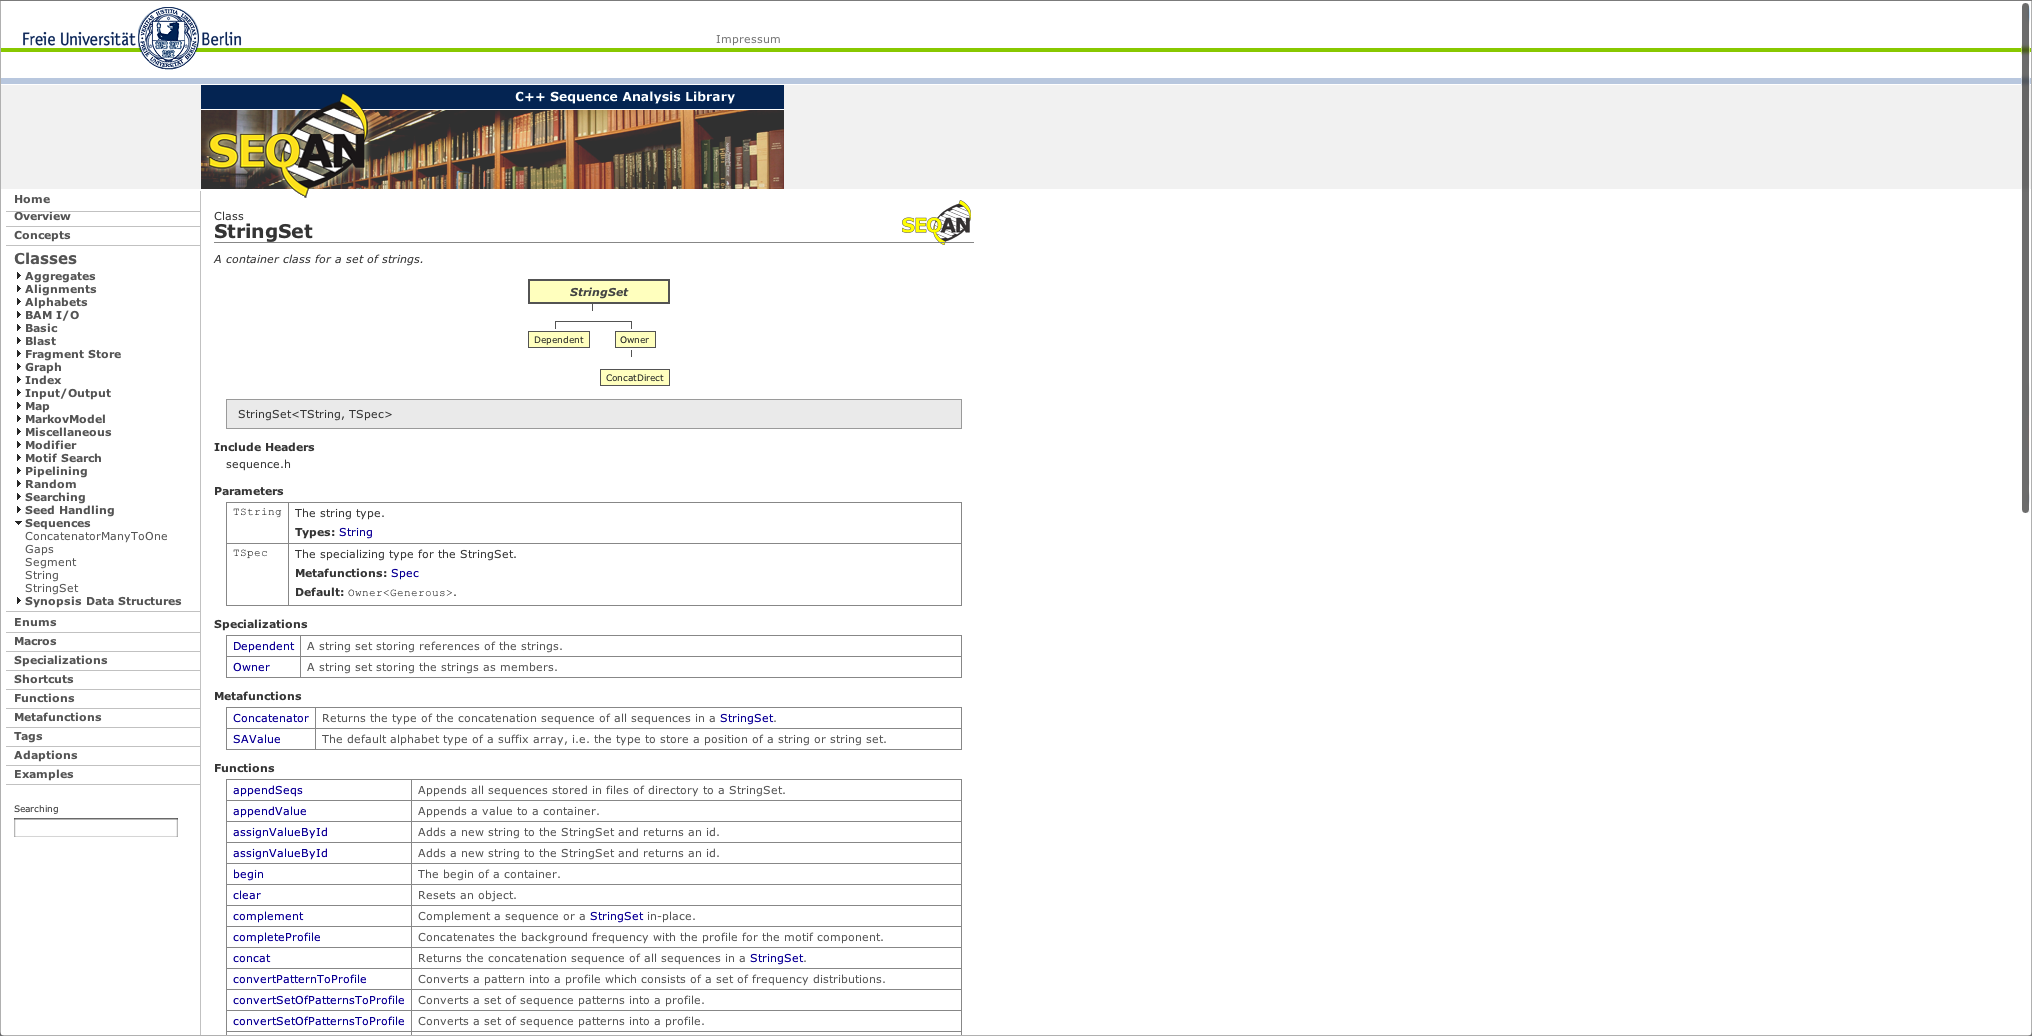 Freie Universität Berlin
Impressum
C++ Sequence Analysis Library
SEQAN
Home
Overview
Concepts
Classes
Aggregates
Alignments
Alphabets
BAM I/O
Basic
Blast
Fragment Store
Graph
Index
Input/Output
Map
MarkovModel
Miscellaneous
Modifier
Motif Search
Pipelining
Random
Searching
Seed Handling
Sequences
ConcatenatorManyToOne
Gaps
Segment
String
StringSet
Synopsis Data Structures
Enums
Macros
Specializations
Shortcuts
Functions
Metafunctions
Tags
Adaptions
Examples
Searching
Class
StringSet
SEQAN
A container class for a set of strings.
StringSet
Dependent Owner
ConcatDirect
StringSet<TString, TSpec>
Include Headers
sequence.h
Parameters
TString The string type.
Types: String
TSpec The specializing type for the StringSet.
Metafunctions: Spec
Default: Owner<Generous>.
Specializations
Dependent A string set storing references of the strings.
Owner A string set storing the strings as members.
Metafunctions
Concatenator Returns the type of the concatenation sequence of all sequences in a StringSet.
SAValue The default alphabet type of a suffix array, i.e. the type to store a position of a string or string set.
Functions
appendSeqs Appends all sequences stored in files of directory to a StringSet.
appendValue Appends a value to a container.
assignValueById Adds a new string to the StringSet and returns an id.
assignValueById Adds a new string to the StringSet and returns an id.
begin The begin of a container.
clear Resets an object.
complement Complement a sequence or a StringSet in-place.
completeProfile Concatenates the background frequency with the profile for the motif component.
concat Returns the concatenation sequence of all sequences in a StringSet.
convertPatternToProfile Converts a pattern into a profile which consists of a set of frequency distributions.
convertSetOfPatternsToProfile Converts a set of sequence patterns into a profile.
convertSetOfPatternsToProfile Converts a set of sequence patterns into a profile.